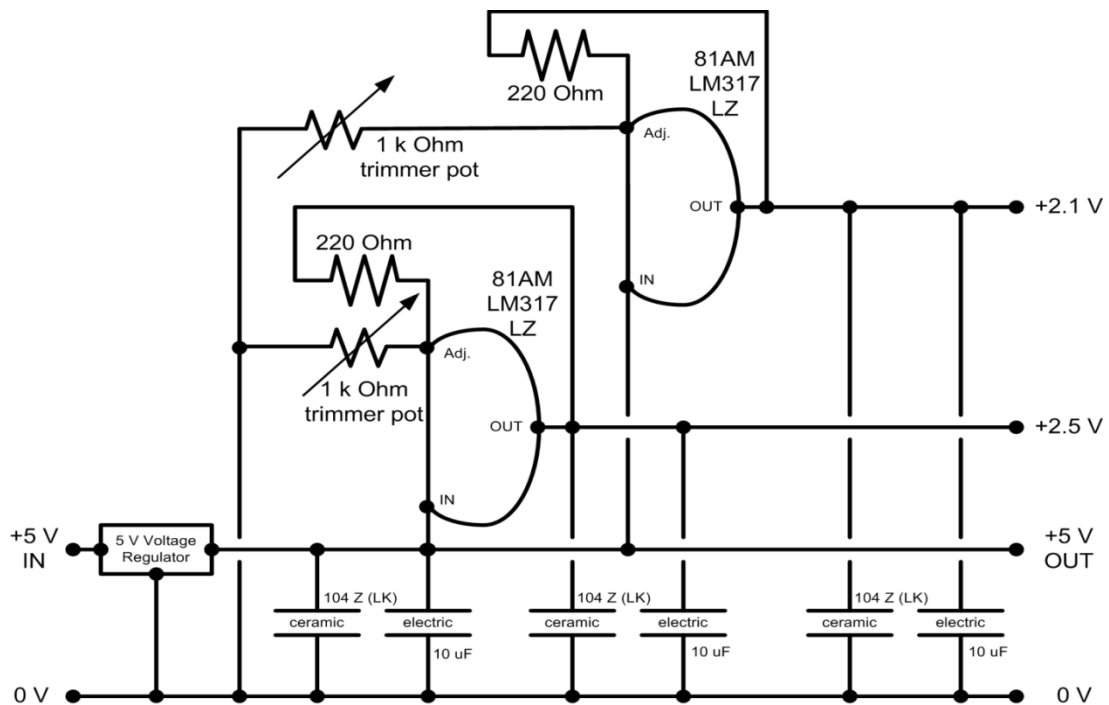 81AM
LM317
LZ
220 Ohm
Adj.
1 k Ohm
trimmer pot
OUT
+2.1 V
220 Ohm
IN
81AM
LM317
LZ
Adj.
1 k Ohm
trimmer pot
OUT
+2.5 V
IN
+5 V
IN
5 V Voltage
Regulator
+5 V
OUT
104 Z (LK)
ceramic
electric
10 uF
104 Z (LK)
ceramic
electric
10 uF
104 Z (LK)
ceramic
electric
10 uF
0 V
0 V